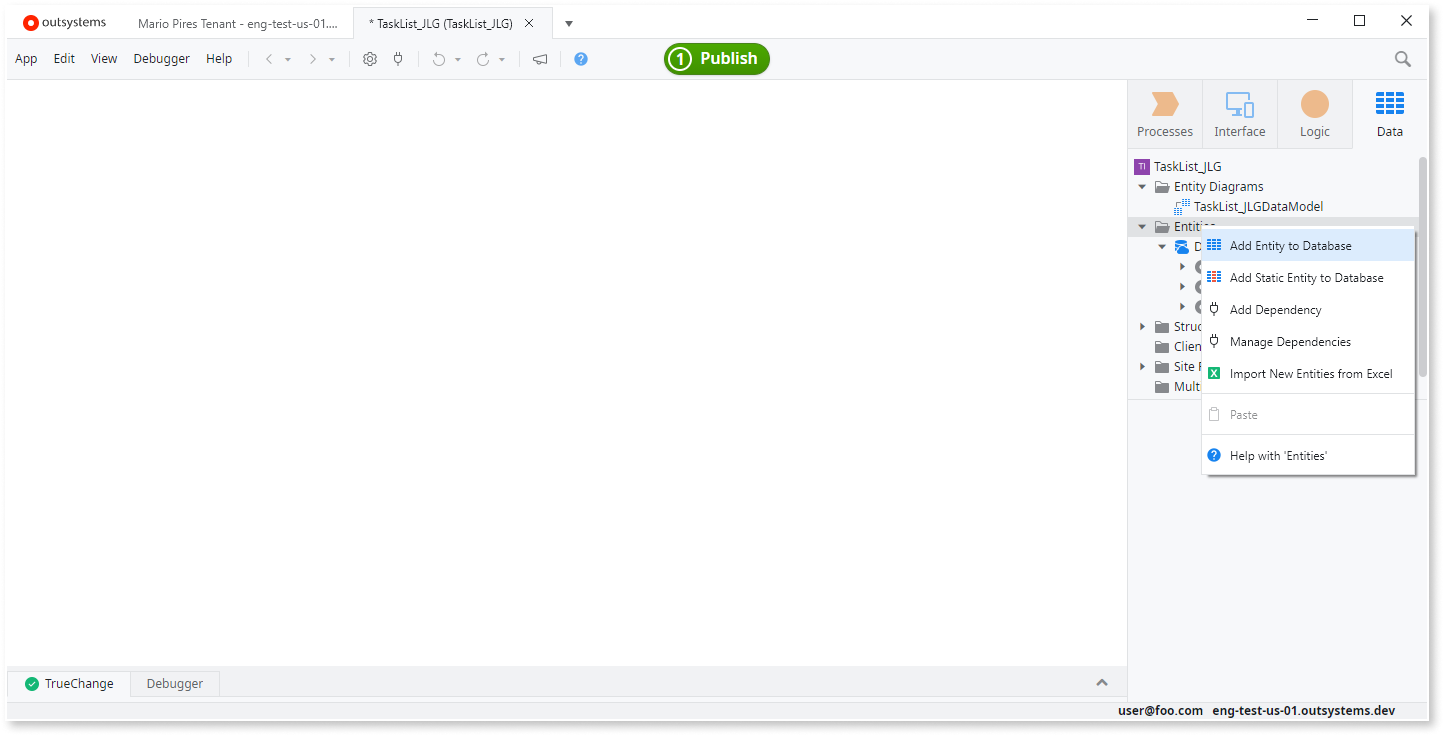 outsystems Mario Pires Tenant - eng-test-us-01.... * TaskList_JLG (TaskList_JLG)
App Edit View Debugger Help 1 Publish
Processes Interface Logic Data
TI TaskList_JLG
Entity Diagrams
TaskList_JLGDataModel
Entities
Add Entity to Database
Add Static Entity to Database
Add Dependency
Manage Dependencies
Import New Entities from Excel
Paste
Help with 'Entities'
D
Struc
Clien
Site
Mult
TrueChange Debugger
user@foo.com eng-test-us-01.outsystems.dev